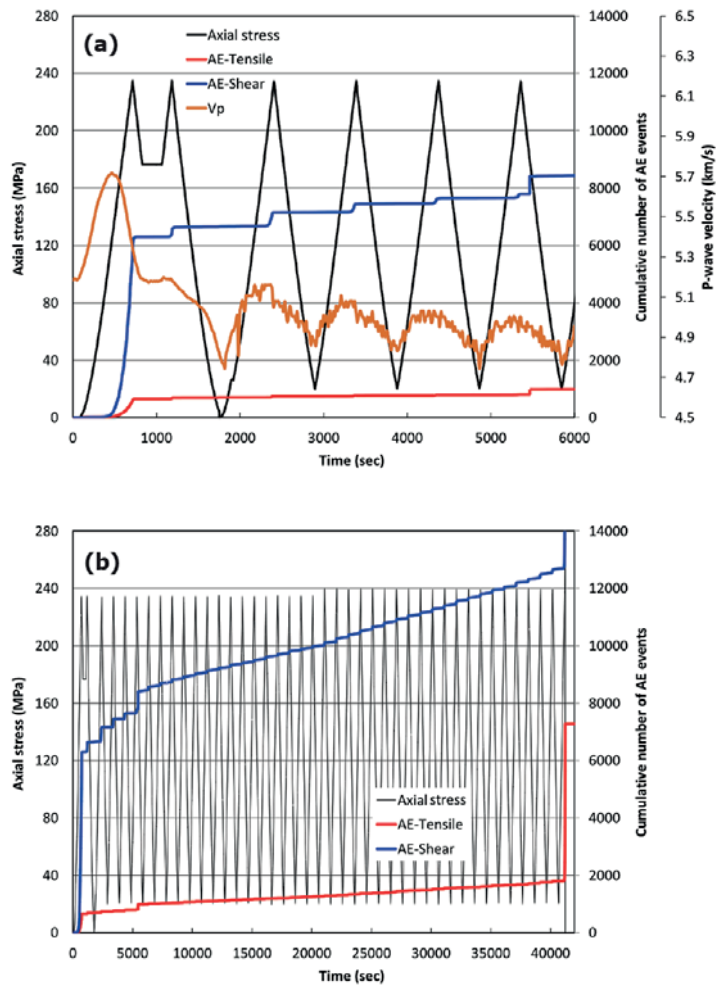 (a)
Axial stress
AE-Tensile
AE-Shear
Vp
280
240
200
160
120
80
40
0
Axial stress (MPa)
14000
12000
10000
8000
6000
4000
2000
0
Cumulative number of AE events
6.5
6.3
6.1
5.9
5.7
5.5
5.3
5.1
4.9
4.7
4.5
P-wave velocity (km/s)
0 1000 2000 3000 4000 5000 6000
Time (sec)
(b)
280
240
200
160
120
80
40
0
Axial stress (MPa)
Axial stress
AE-Tensile
AE-Shear
14000
12000
10000
8000
6000
4000
2000
0
Cumulative number of AE events
0 5000 10000 15000 20000 25000 30000 35000 40000
Time (sec)